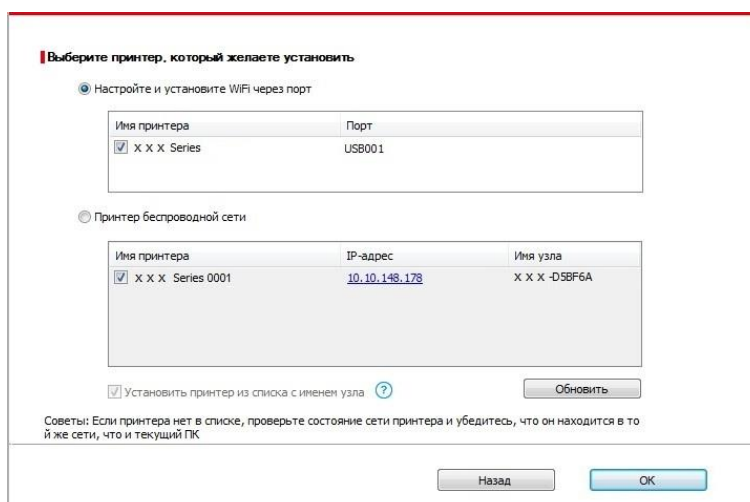 Выберите принтер, который желаете установить
Настройте и установите WiFi через порт
Имя принтера Порт
X X X Series USB001
Принтер беспроводной сети
Имя принтера IP-адрес Имя узла
X X X Series 0001 10.10.148.178 X X X -D5BF6A
Установить принтер из списка с именем узла ?
Обновить
Советы: Если принтера нет в списке, проверьте состояние сети принтера и убедитесь, что он находится в то
й же сети, что и текущий ПК
Назад OK